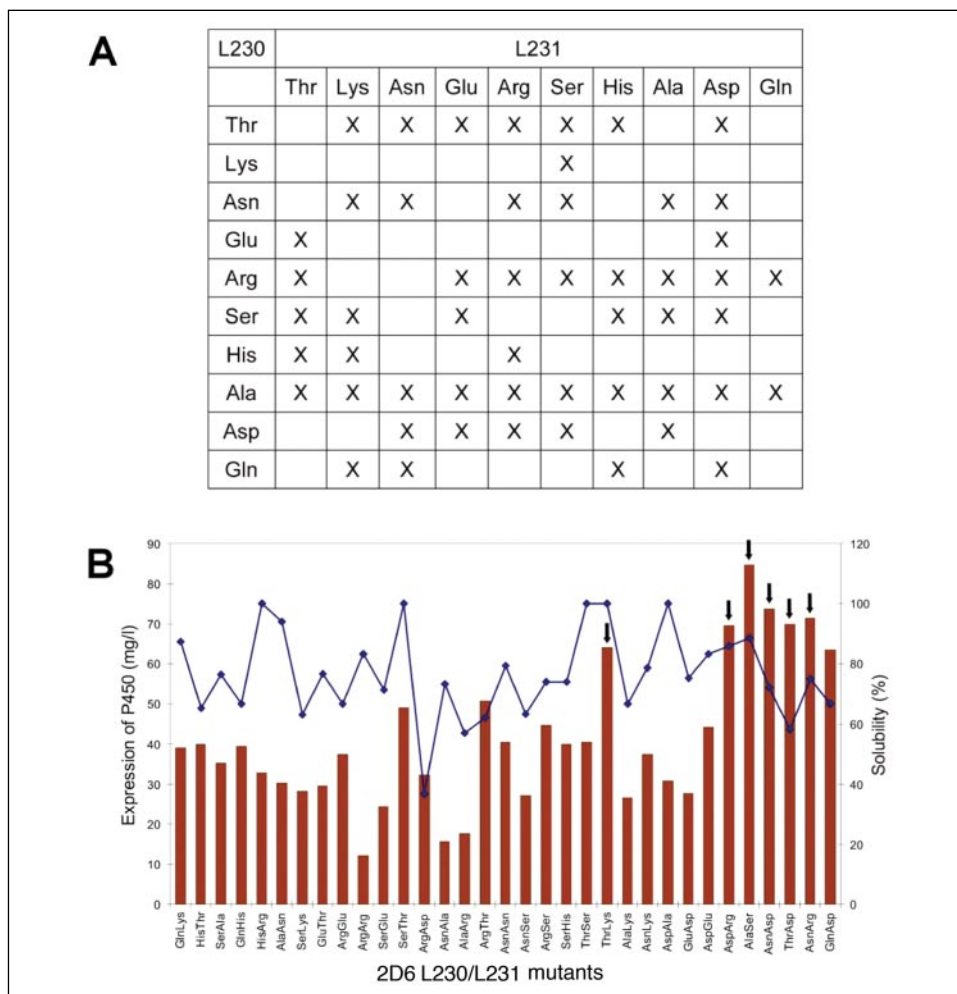 A
L230 L231
Thr Lys Asn Glu Arg Ser His Ala Asp Gln
Thr X X X X X X X
Lys X
Asn X X X X X X
Glu X X
Arg X X X X X X X X
Ser X X X X X X
His X X X
Ala X X X X X X X X X X
Asp X X X X X
Gln X X X X
B
Expression of P450 (mg/l)
90
80
70
60
50
40
30
20
10
0
120
100
80
60
40
20
0
Solubility (%)
GlnLys
HisThr
SerAla
GlnHis
HisArg
AlaAsn
SerLys
GluThr
ArgGlu
ArgArg
SerGlu
SerThr
ArgAsp
AsnAla
AlaArg
ArgThr
AsnAsn
AsnSer
ArgSer
SerHis
ThrSer
ThrLys
AlaLys
AsnLys
AspAla
GluAsp
AspGlu
AspArg
AlaSer
AsnAsp
ThrAsp
AsnArg
GlnAsp
2D6 L230/L231 mutants